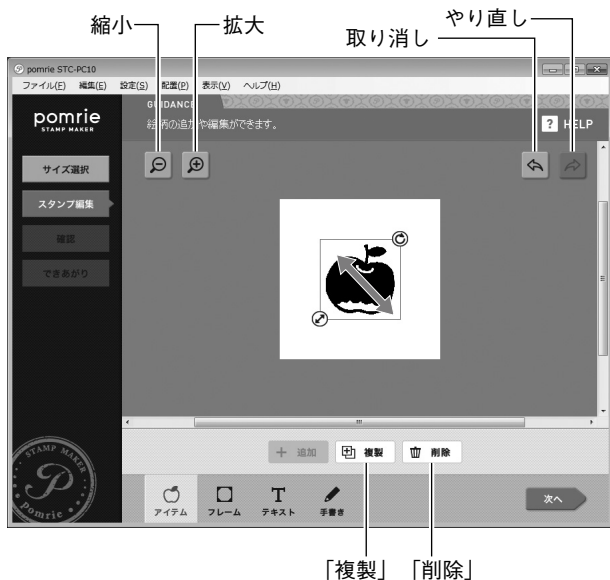 縮小
拡大
取り消し
やり直し
pomrie STC-PC10
ファイル(F) 編集(E) 設定(S) 配置(P) 表示(V) ヘルプ(H)
GUIDANCE
絵柄の追加や編集ができます。
? HELP
pomrie
STAMP MAKER
サイズ選択
スタンプ編集
確認
できあがり
+ 追加
複製
削除
アイテム
フレーム
T
テキスト
手書き
次へ
STAMP MAKER
P
pomrie
「複製」
「削除」